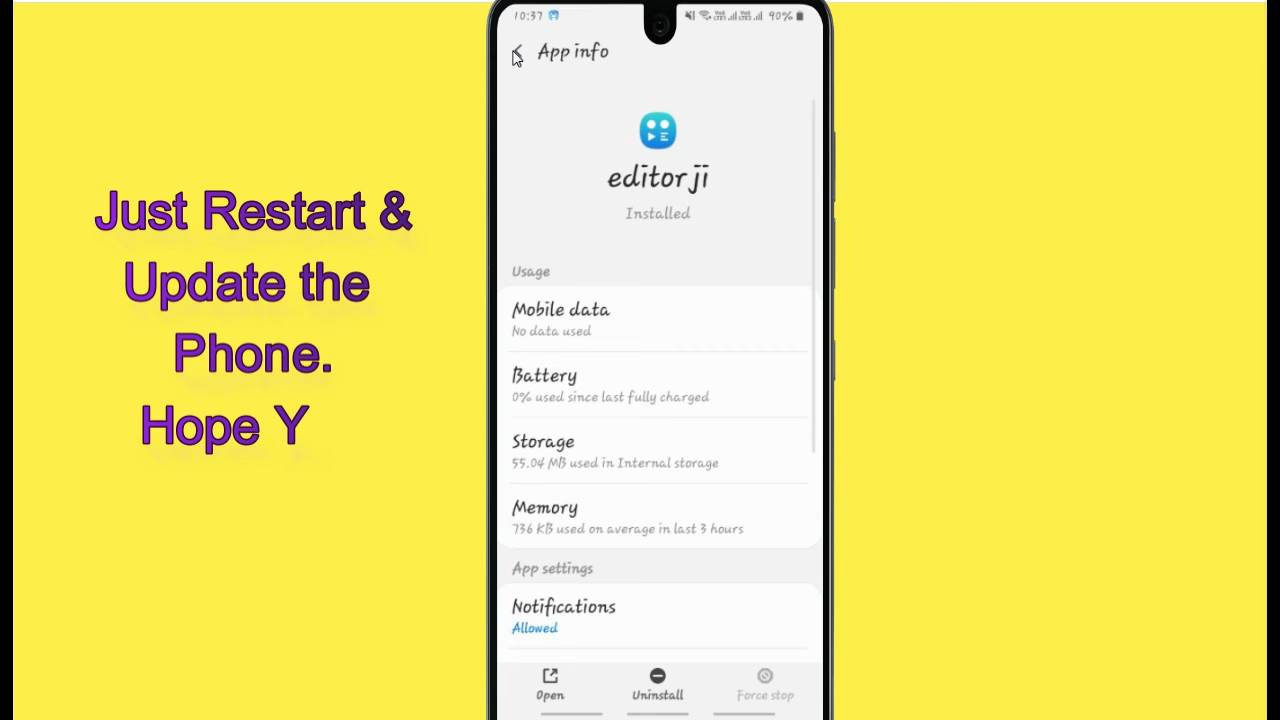 Just Restart &
Update the
Phone.
Hope Y
10:37
90%
App info
editorji
Installed
Usage
Mobile data
No data used
Battery
0% used since last fully charged
Storage
55.04 MB used in Internal storage
Memory
736 KB used on average in last 3 hours
App settings
Notifications
Allowed
Open
Uninstall
Force stop